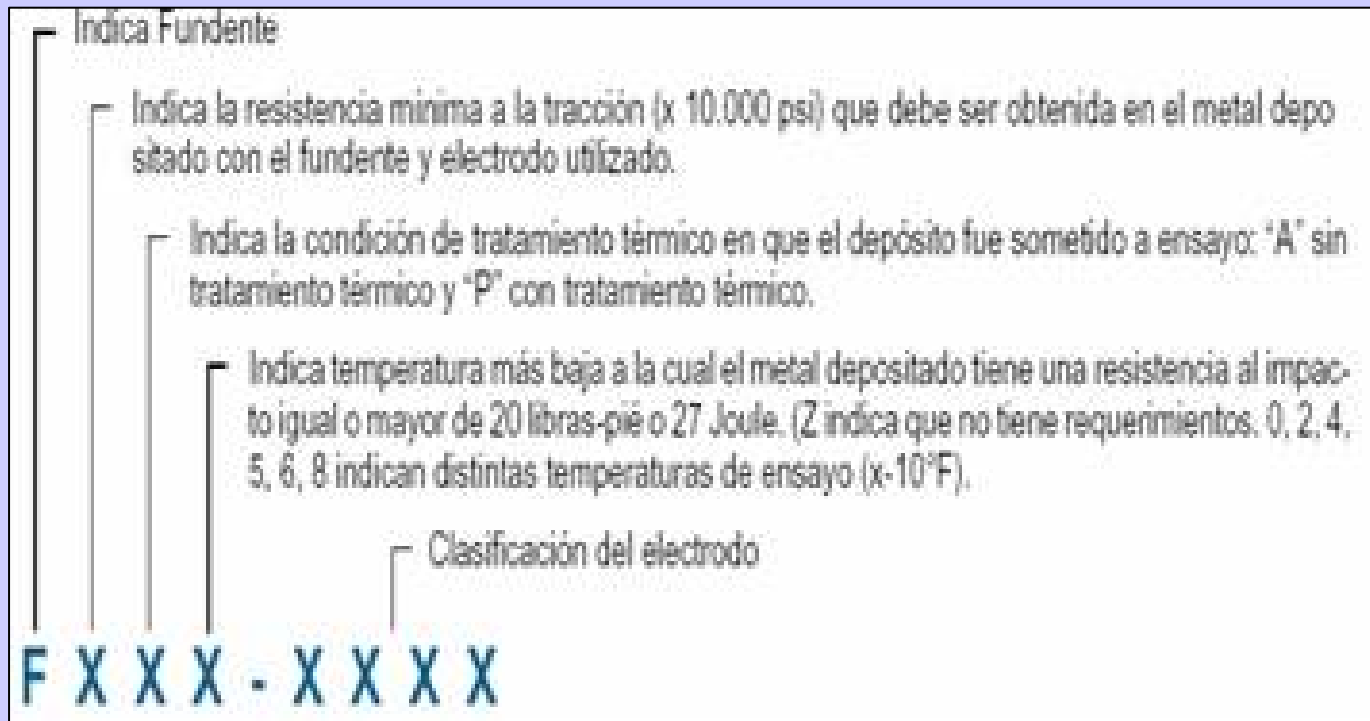 Indica Fundente
Indica la resistencia mínima a la tracción (x 10.000 psi) que debe ser obtenida en el metal depo
sitado con el fundente y electrodo utilizado.
Indica la condición de tratamiento térmico en que el depósito fue sometido a ensayo: “A” sin
tratamiento térmico y “P” con tratamiento térmico.
Indica temperatura más baja a la cual el metal depositado tiene una resistencia al impac-
to igual o mayor de 20 libras-pié o 27 Joule. (Z indica que no tiene requerimientos. 0, 2, 4,
5, 6, 8 indican distintas temperaturas de ensayo (x-10°F).
Clasificación del electrodo
F X X X - X X X X